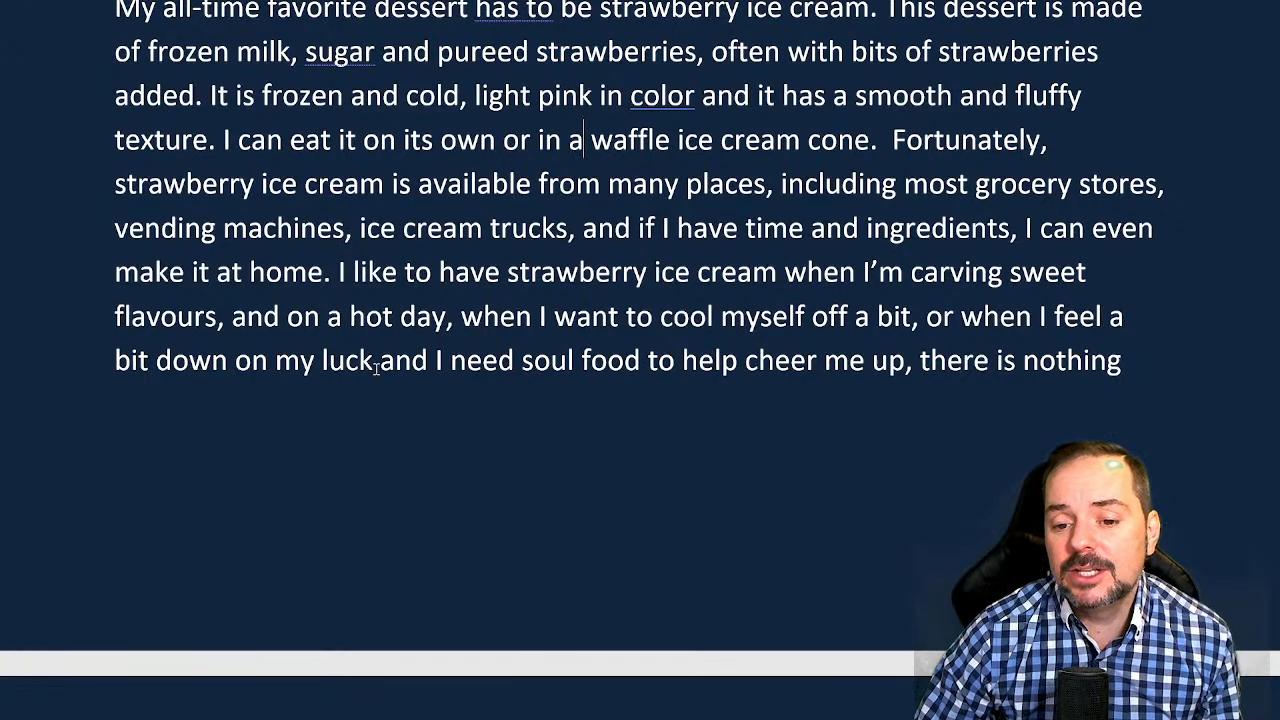 My all-time favorite dessert has to be strawberry ice cream. This dessert is made
of frozen milk, sugar and pureed strawberries, often with bits of strawberries
added. It is frozen and cold, light pink in color and it has a smooth and fluffy
texture. I can eat it on its own or in a waffle ice cream cone.  Fortunately,
strawberry ice cream is available from many places, including most grocery stores,
vending machines, ice cream trucks, and if I have time and ingredients, I can even
make it at home. I like to have strawberry ice cream when I’m carving sweet
flavours, and on a hot day, when I want to cool myself off a bit, or when I feel a
bit down on my luck and I need soul food to help cheer me up, there is nothing